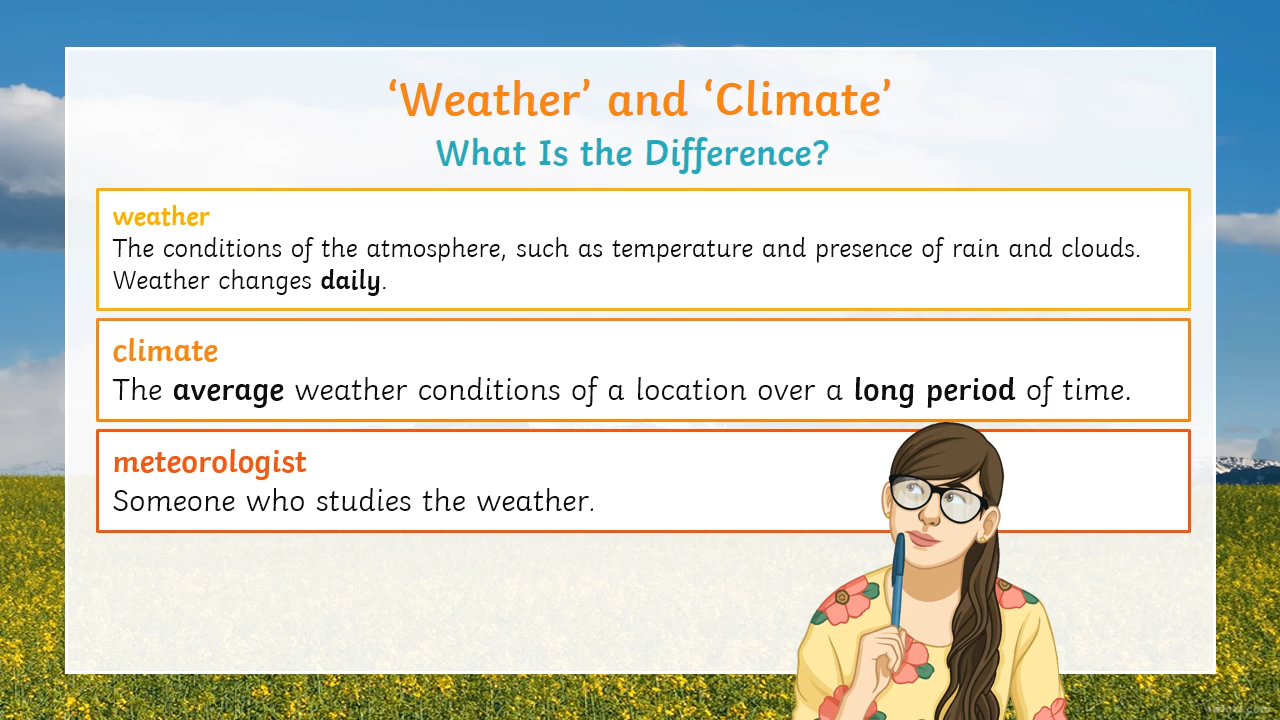 ‘Weather’ and ‘Climate’
What Is the Difference?
weather
The conditions of the atmosphere, such as temperature and presence of rain and clouds.
Weather changes daily.
climate
The average weather conditions of a location over a long period of time.
meteorologist
Someone who studies the weather.